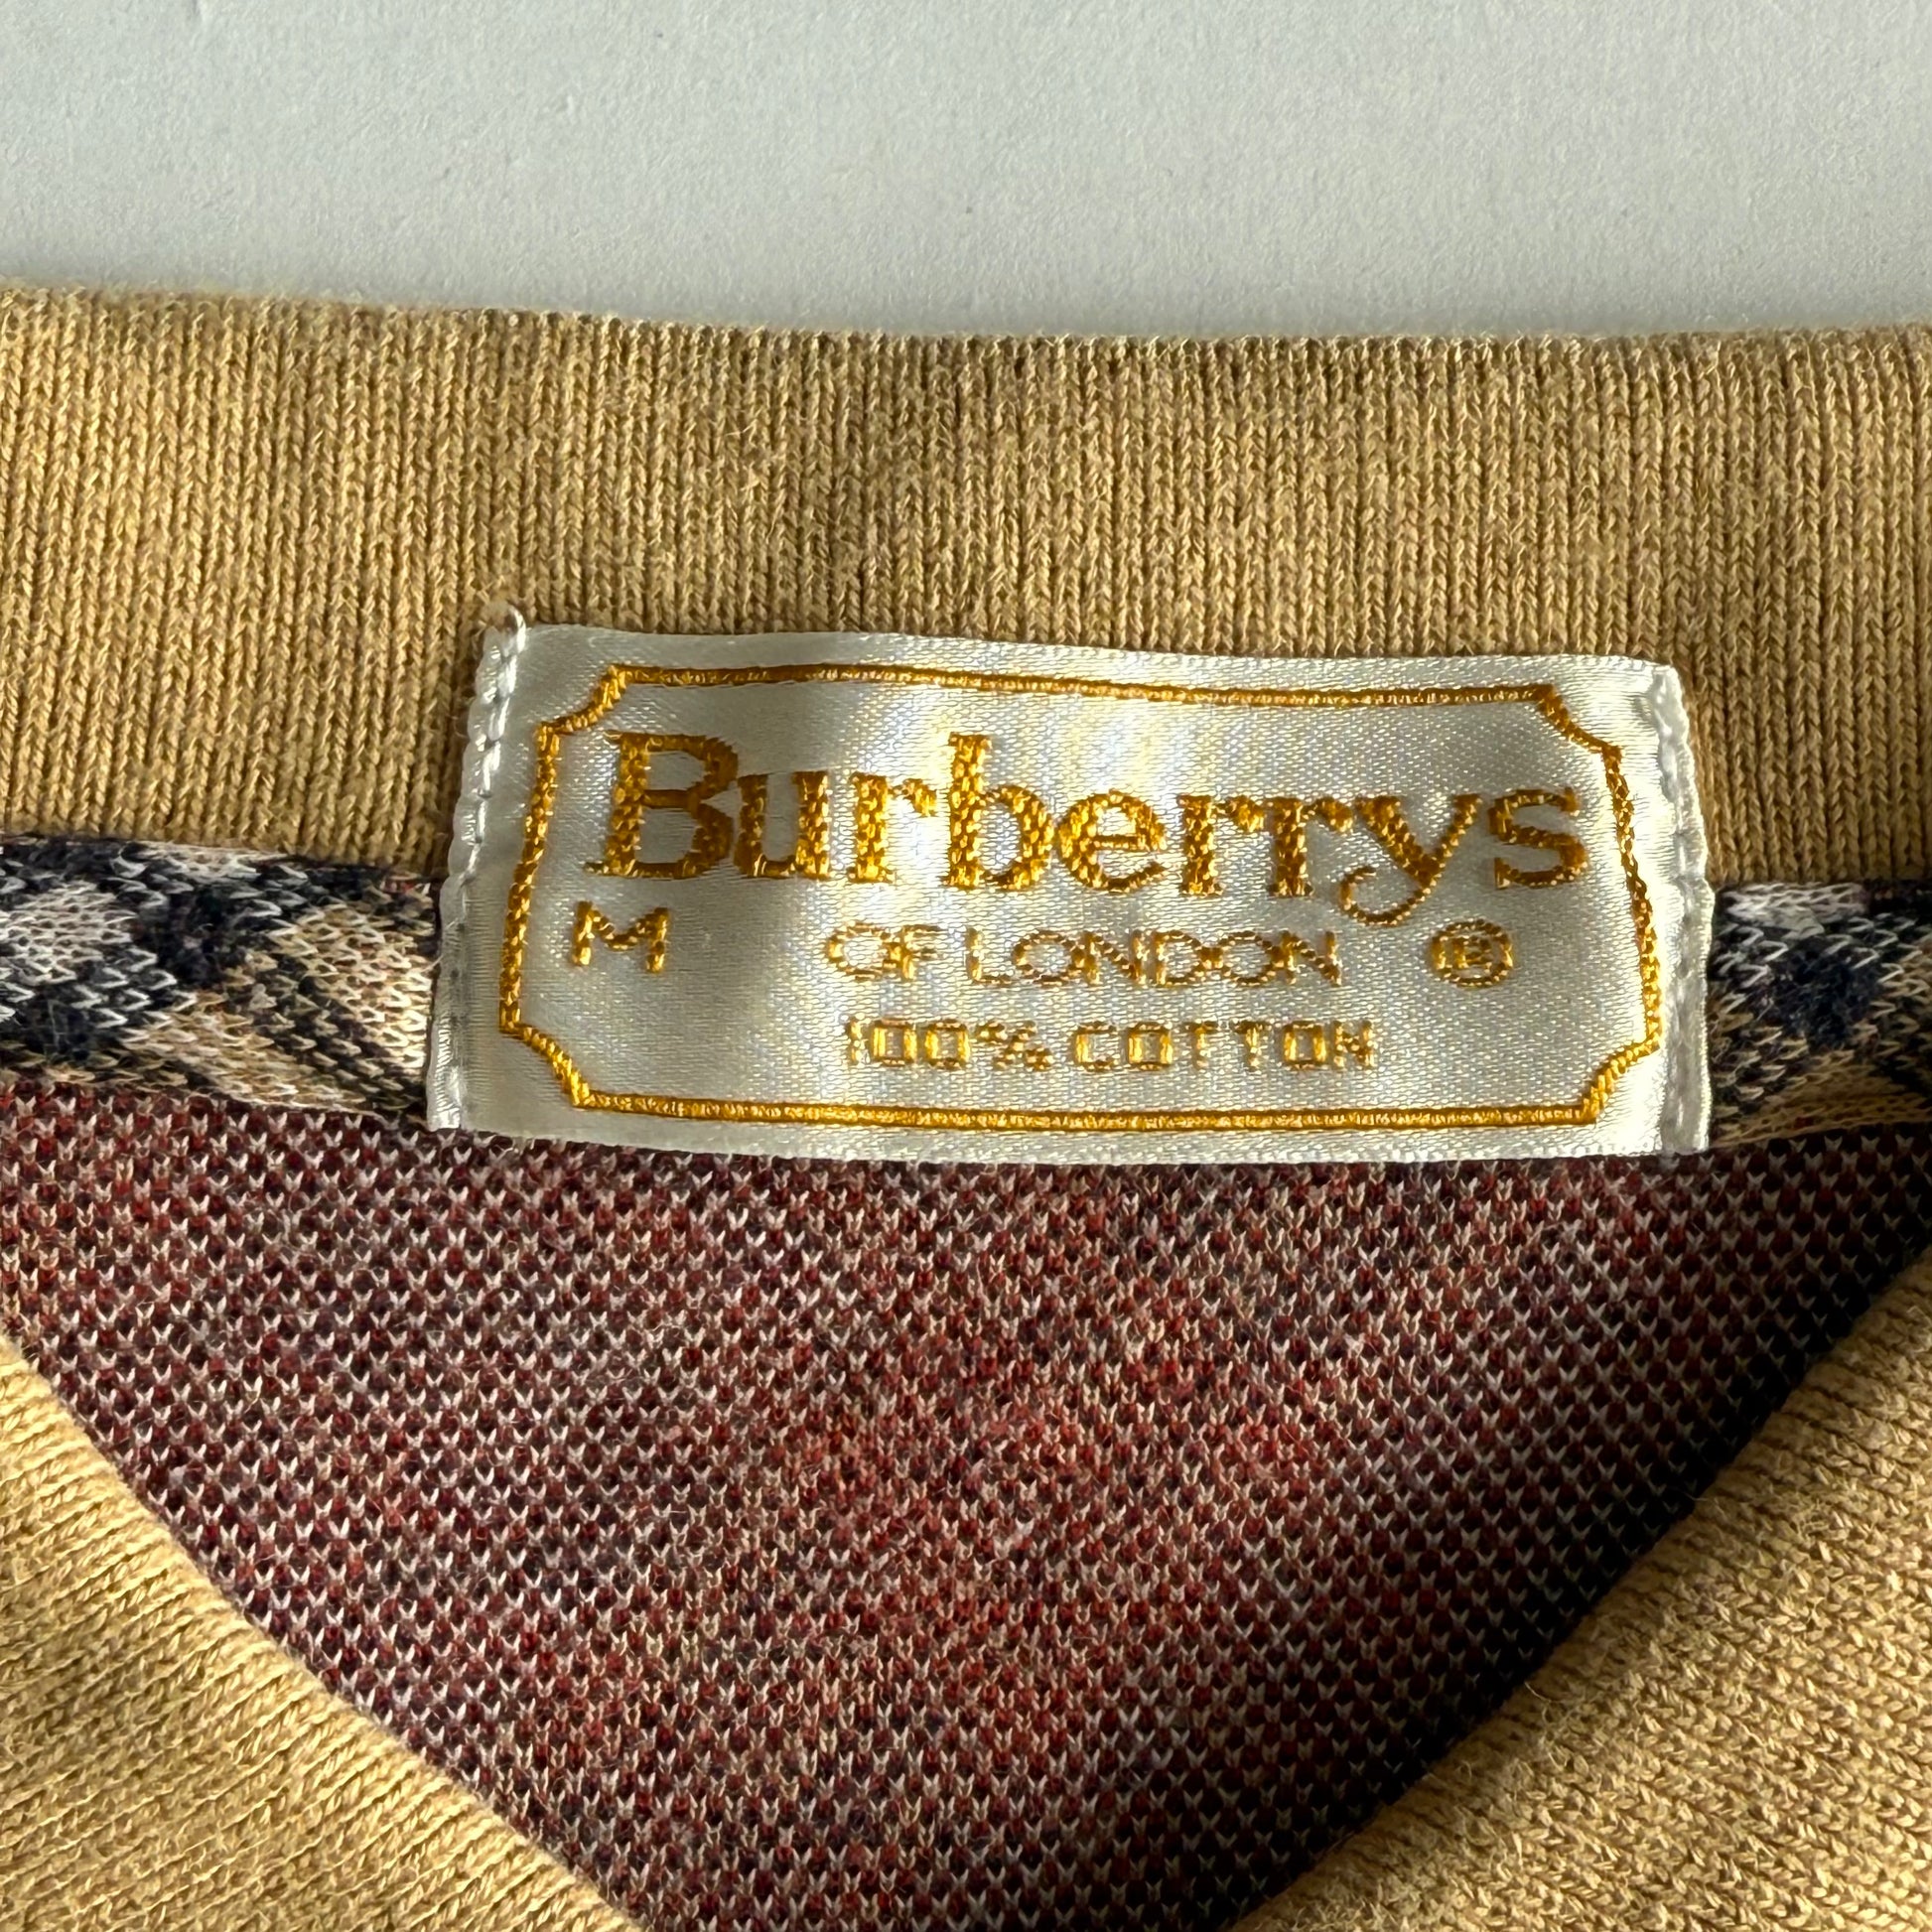 Burberrys
M OF LONDON ®
100% COTTON